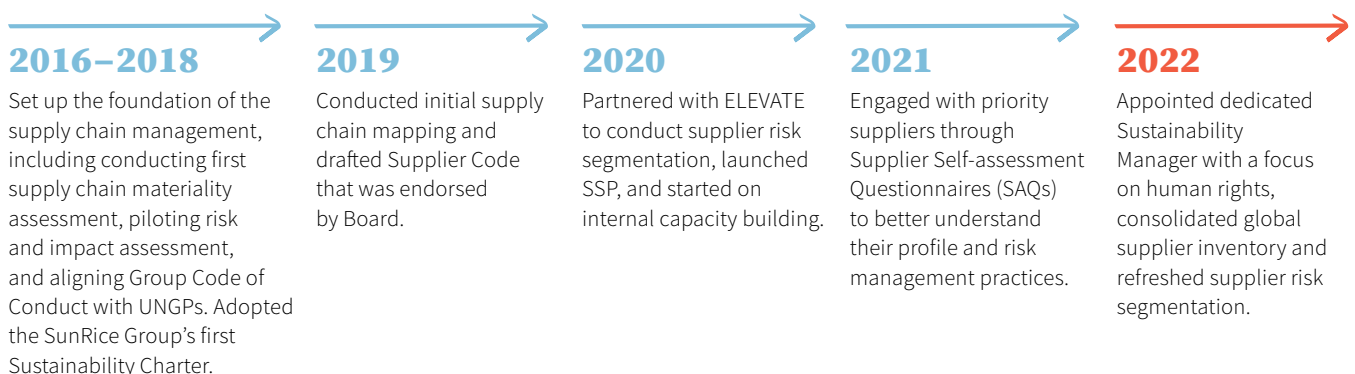 2016–2018
Set up the foundation of the
supply chain management,
including conducting first
supply chain materiality
assessment, piloting risk
and impact assessment,
and aligning Group Code of
Conduct with UNGPs. Adopted
the SunRice Group’s first
Sustainability Charter.
2019
Conducted initial supply
chain mapping and
drafted Supplier Code
that was endorsed
by Board.
2020
Partnered with ELEVATE
to conduct supplier risk
segmentation, launched
SSP, and started on
internal capacity building.
2021
Engaged with priority
suppliers through
Supplier Self-assessment
Questionnaires (SAQs)
to better understand
their profile and risk
management practices.
2022
Appointed dedicated
Sustainability
Manager with a focus
on human rights,
consolidated global
supplier inventory and
refreshed supplier risk
segmentation.